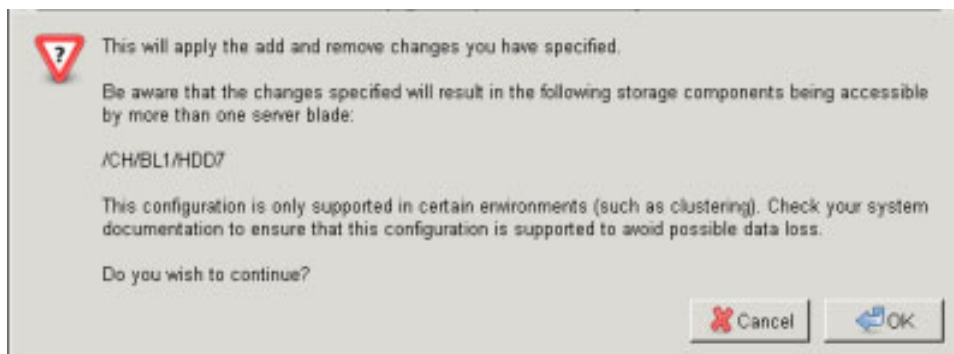 ?
This will apply the add and remove changes you have specified.
Be aware that the changes specified will result in the following storage components being accessible
by more than one server blade:
/CH/BL1/HDD7
This configuration is only supported in certain environments (such as clustering). Check your system
documentation to ensure that this configuration is supported to avoid possible data loss.
Do you wish to continue?
Cancel
OK